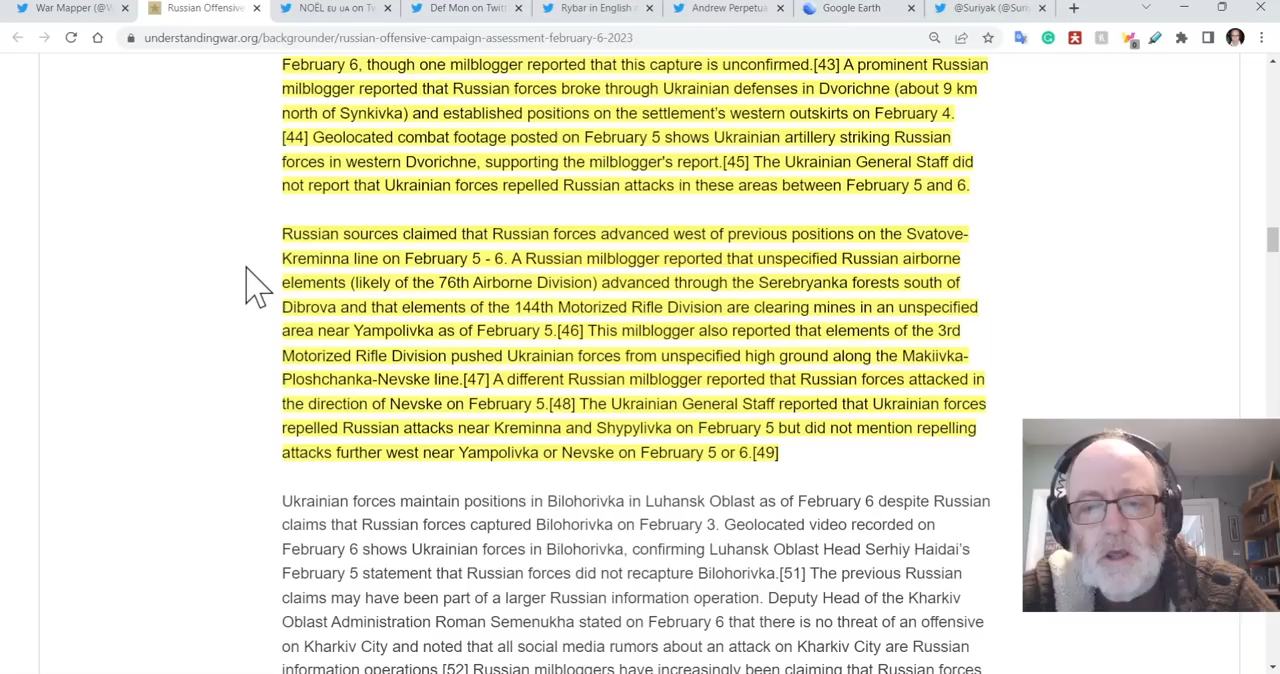 War Mapper (@W
Russian Offensive
NOËL EU UA on Tw
Def Mon on Twitt
Rybar in English
Andrew Perpetua
Google Earth
@Suriyak (@Suri
understandingwar.org/backgrounder/russian-offensive-campaign-assessment-february-6-2023
February 6, though one milblogger reported that this capture is unconfirmed.[43] A prominent Russian
milblogger reported that Russian forces broke through Ukrainian defenses in Dvorichne (about 9 km
north of Synkivka) and established positions on the settlement's western outskirts on February 4.
[44] Geolocated combat footage posted on February 5 shows Ukrainian artillery striking Russian
forces in western Dvorichne, supporting the milblogger's report.[45] The Ukrainian General Staff did
not report that Ukrainian forces repelled Russian attacks in these areas between February 5 and 6.
Russian sources claimed that Russian forces advanced west of previous positions on the Svatove-
Kreminna line on February 5 - 6. A Russian milblogger reported that unspecified Russian airborne
elements (likely of the 76th Airborne Division) advanced through the Serebryanka forests south of
Dibrova and that elements of the 144th Motorized Rifle Division are clearing mines in an unspecified
area near Yampolivka as of February 5.[46] This milblogger also reported that elements of the 3rd
Motorized Rifle Division pushed Ukrainian forces from unspecified high ground along the Makiivka-
Ploshchanka-Nevske line.[47] A different Russian milblogger reported that Russian forces attacked in
the direction of Nevske on February 5.[48] The Ukrainian General Staff reported that Ukrainian forces
repelled Russian attacks near Kreminna and Shypylivka on February 5 but did not mention repelling
attacks further west near Yampolivka or Nevske on February 5 or 6.[49]
Ukrainian forces maintain positions in Bilohorivka in Luhansk Oblast as of February 6 despite Russian
claims that Russian forces captured Bilohorivka on February 3. Geolocated video recorded on
February 6 shows Ukrainian forces in Bilohorivka, confirming Luhansk Oblast Head Serhiy Haidai's
February 5 statement that Russian forces did not recapture Bilohorivka.[51] The previous Russian
claims may have been part of a larger Russian information operation. Deputy Head of the Kharkiv
Oblast Administration Roman Semenukha stated on February 6 that there is no threat of an offensive
on Kharkiv City and noted that all social media rumors about an attack on Kharkiv City are Russian
information operations.[52] Russian milbloggers have increasingly been claiming that Russian forces